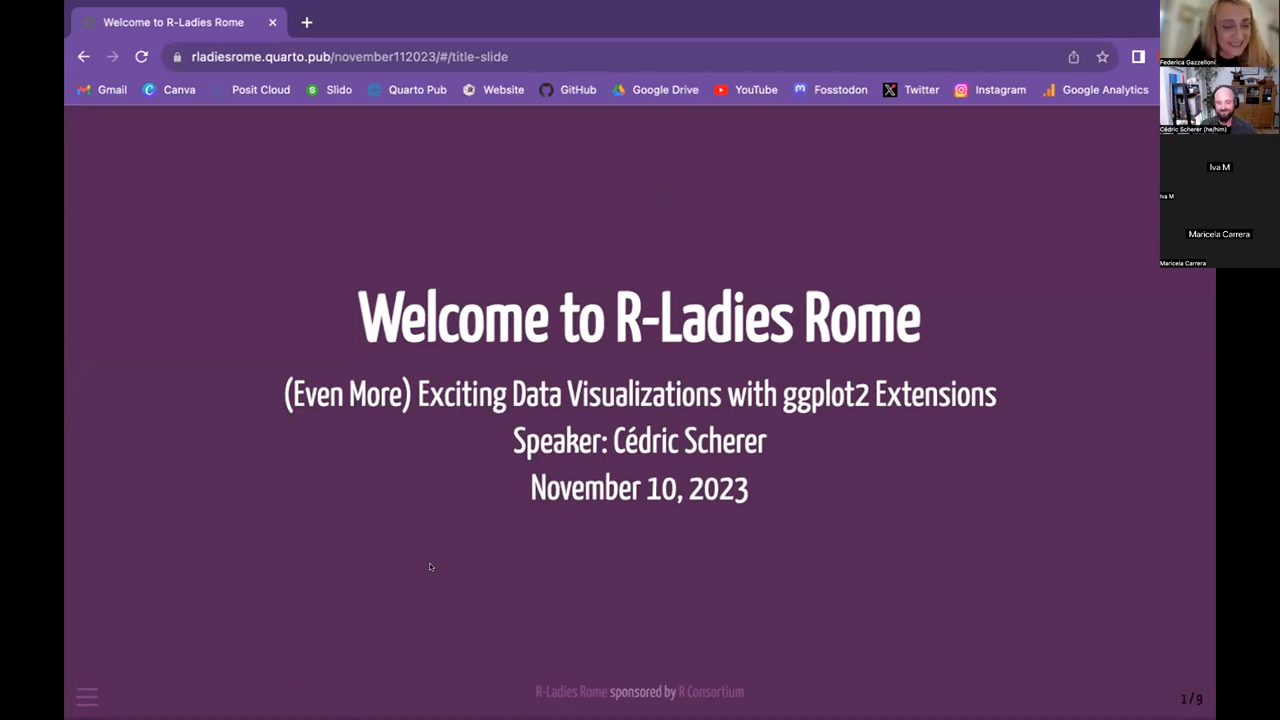 Welcome to R-Ladies Rome
rladiesrome.quarto.pub/november112023/#/title-slide
Gmail Canva Posit Cloud Slido Quarto Pub Website GitHub Google Drive YouTube Fosstodon Twitter Instagram Google Analytics
Federica Gazzelloni
Cédric Scherer (he/him)
Iva M
Iva M
Maricela Carrera
Maricela Carrera
Welcome to R-Ladies Rome
(Even More) Exciting Data Visualizations with ggplot2 Extensions
Speaker: Cédric Scherer
November 10, 2023
R-Ladies Rome sponsored by R Consortium
1 / 9